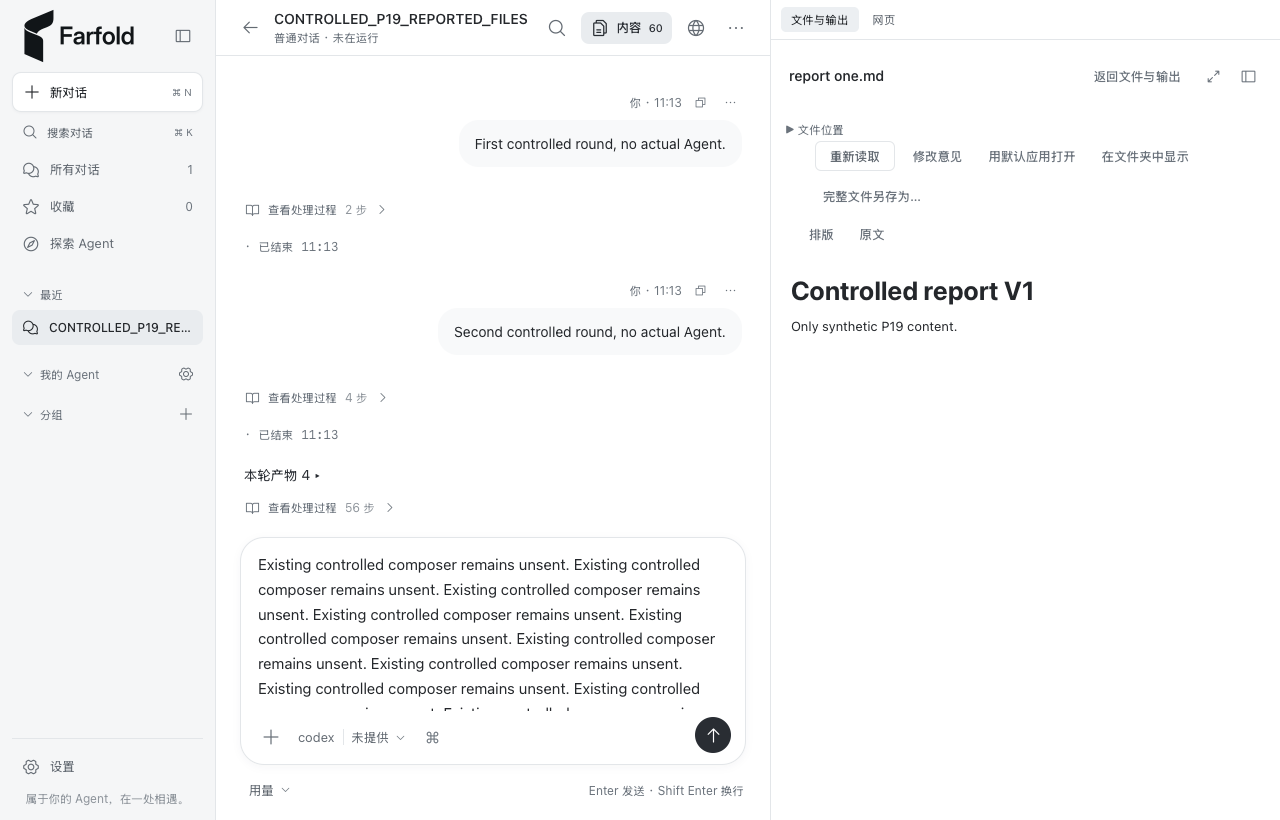 Farfold
新对话 ⌘ N
搜索对话 ⌘ K
所有对话 1
收藏 0
探索 Agent
最近
CONTROLLED_P19_RE...
我的 Agent
分组
设置
属于你的 Agent，在一处相遇。
CONTROLLED_P19_REPORTED_FILES
普通对话 · 未在运行
内容 60
你 · 11:13
First controlled round, no actual Agent.
查看处理过程 2 步
· 已结束 11:13
你 · 11:13
Second controlled round, no actual Agent.
查看处理过程 4 步
· 已结束 11:13
本轮产物 4
查看处理过程 56 步
Existing controlled composer remains unsent. Existing controlled
composer remains unsent. Existing controlled composer remains
unsent. Existing controlled composer remains unsent. Existing
controlled composer remains unsent. Existing controlled composer
remains unsent. Existing controlled composer remains unsent.
Existing controlled composer remains unsent. Existing controlled
codex 未提供 ⌘
用量
Enter 发送 · Shift Enter 换行
文件与输出 网页
report one.md
返回文件与输出
文件位置
重新读取 修改意见 用默认应用打开 在文件夹中显示
完整文件另存为...
排版 原文
Controlled report V1
Only synthetic P19 content.